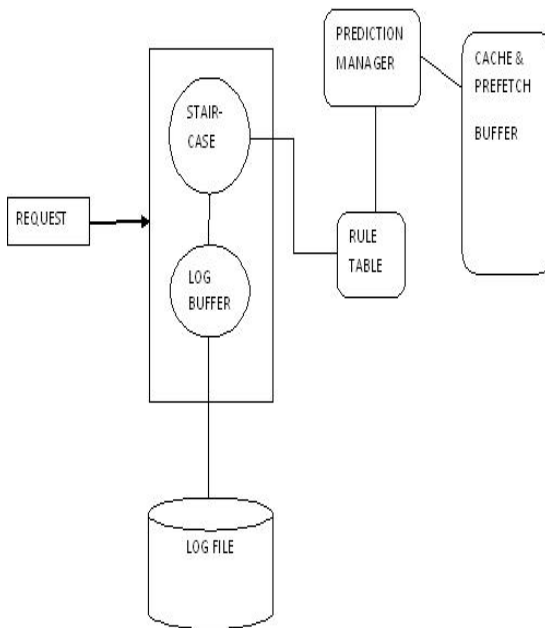 PREDICTION
MANAGER
CACHE &
PREFETCH
BUFFER
STAIR-
CASE
REQUEST
RULE
TABLE
LOG
BUFFER
LOG FILE